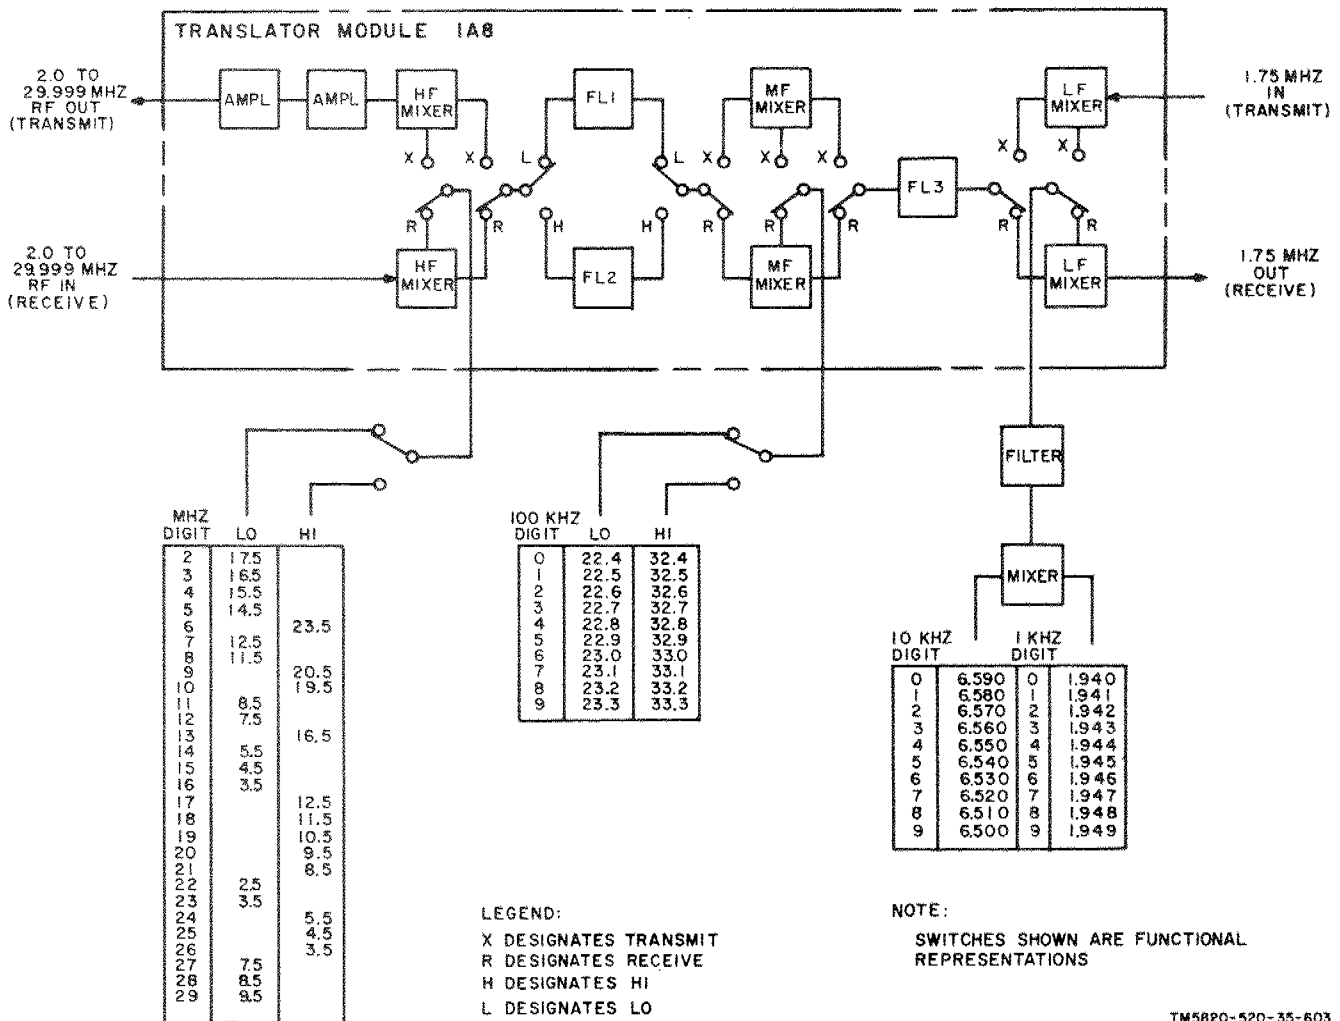 TRANSLATOR MODULE 1A8
2.0 TO
29.999 MHZ
RF OUT
(TRANSMIT)
AMPL
AMPL
HF
MIXER
FL1
MF
MIXER
LF
MIXER
1.75 MHZ
IN
(TRANSMIT)
X
X
L
L
X
X
X
X
X
FL3
R
R
H
H
R
R
R
R
R
2.0 TO
29.999 MHZ
RF IN
(RECEIVE)
HF
MIXER
FL2
MF
MIXER
LF
MIXER
1.75 MHZ
OUT
(RECEIVE)
FILTER
MIXER
MHZ
DIGIT LO HI
2 17.5
3 16.5
4 15.5
5 14.5
6 23.5
7 12.5
8 11.5
9 20.5
10 19.5
11 8.5
12 7.5
13 16.5
14 5.5
15 4.5
16 3.5
17 12.5
18 11.5
19 10.5
20 9.5
21 8.5
22 2.5
23 3.5
24 5.5
25 4.5
26 3.5
27 7.5
28 8.5
29 9.5
100 KHZ
DIGIT LO HI
0 22.4 32.4
1 22.5 32.5
2 22.6 32.6
3 22.7 32.7
4 22.8 32.8
5 22.9 32.9
6 23.0 33.0
7 23.1 33.1
8 23.2 33.2
9 23.3 33.3
10 KHZ 1 KHZ
DIGIT DIGIT
0 6.590 0 1.940
1 6.580 1 1.941
2 6.570 2 1.942
3 6.560 3 1.943
4 6.550 4 1.944
5 6.540 5 1.945
6 6.530 6 1.946
7 6.520 7 1.947
8 6.510 8 1.948
9 6.500 9 1.949
LEGEND:
X DESIGNATES TRANSMIT
R DESIGNATES RECEIVE
H DESIGNATES HI
L DESIGNATES LO
NOTE:
SWITCHES SHOWN ARE FUNCTIONAL
REPRESENTATIONS
TM5820-520-35-603